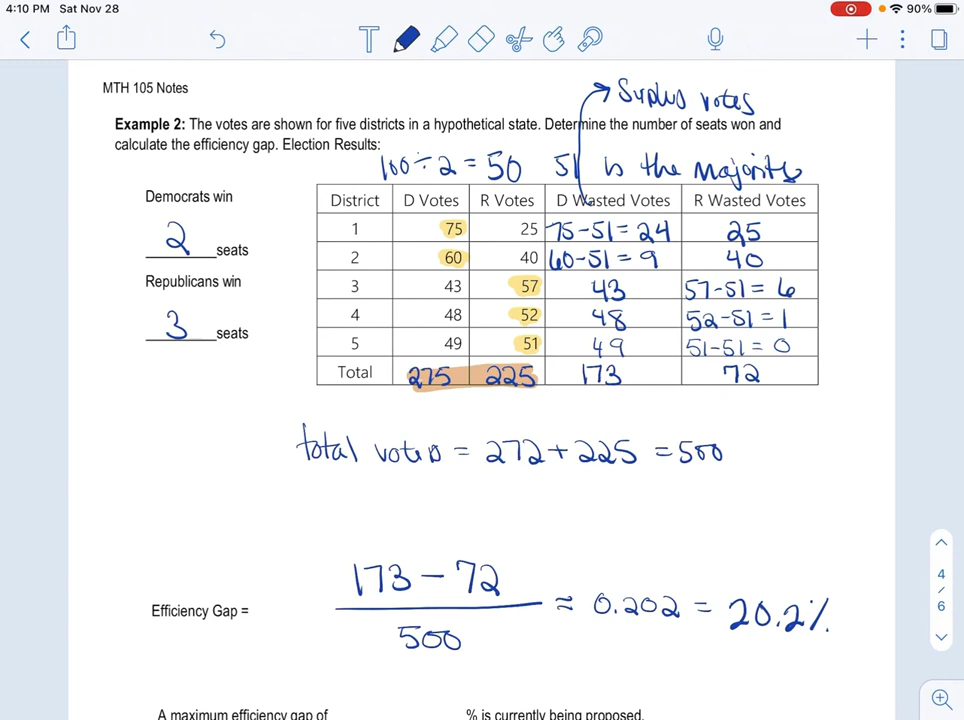 4:10 PM Sat Nov 28
90%
MTH 105 Notes
Surplus votes
Example 2: The votes are shown for five districts in a hypothetical state. Determine the number of seats won and
calculate the efficiency gap. Election Results:
100 ÷ 2 = 50 51 is the majority
Democrats win
2 seats
Republicans win
3 seats
District D Votes R Votes D Wasted Votes R Wasted Votes
1 75 25 75-51 = 24 25
2 60 40 60-51 = 9 40
3 43 57 43 57-51 = 6
4 48 52 48 52-51 = 1
5 49 51 49 51-51 = 0
Total 275 225 173 72
total votes = 272 + 225 = 500
173 - 72
Efficiency Gap = ≈ 0.202 = 20.2%
500
4
/
6
A maximum efficiency gap of % is currently being proposed.